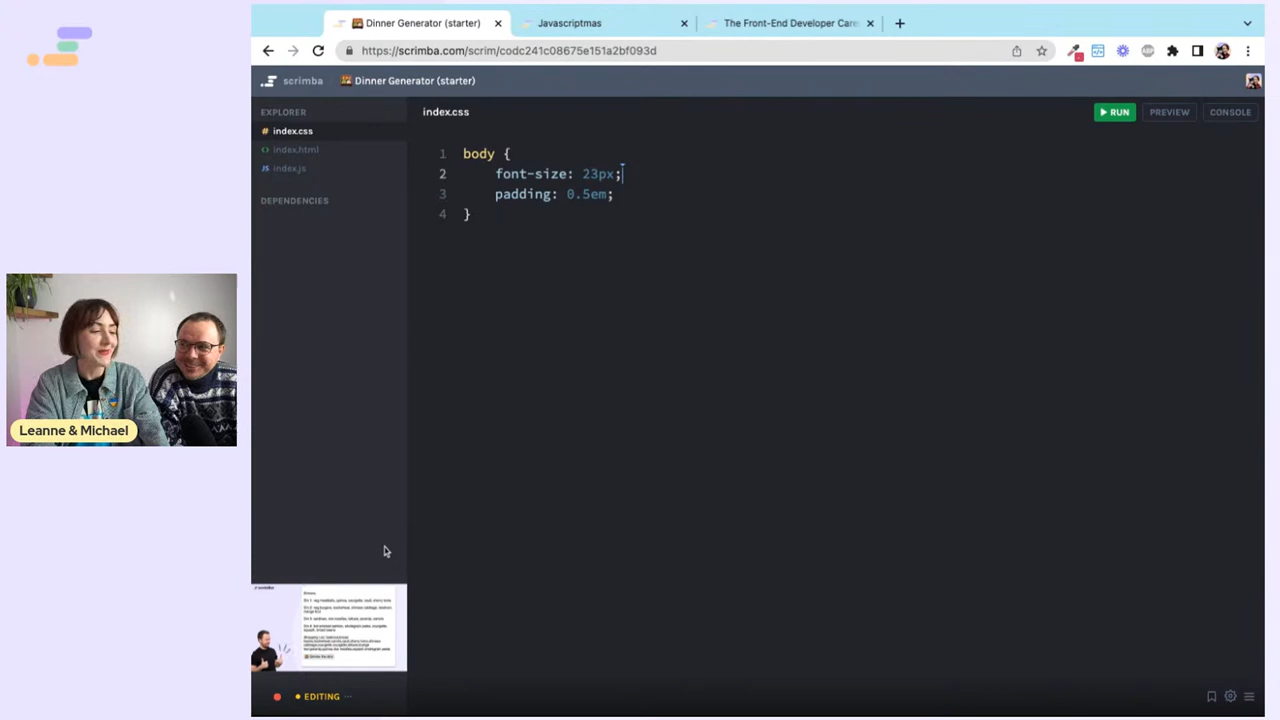 Dinner Generator (starter)
Javascriptmas
The Front-End Developer Care
https://scrimba.com/scrim/codc241c08675e151a2bf093d
scrimba
Dinner Generator (starter)
EXPLORER
index.css
index.html
index.js
DEPENDENCIES
index.css
RUN
PREVIEW
CONSOLE
1 body {
2 font-size: 23px;
3 padding: 0.5em;
4 }
Leanne & Michael
EDITING ···